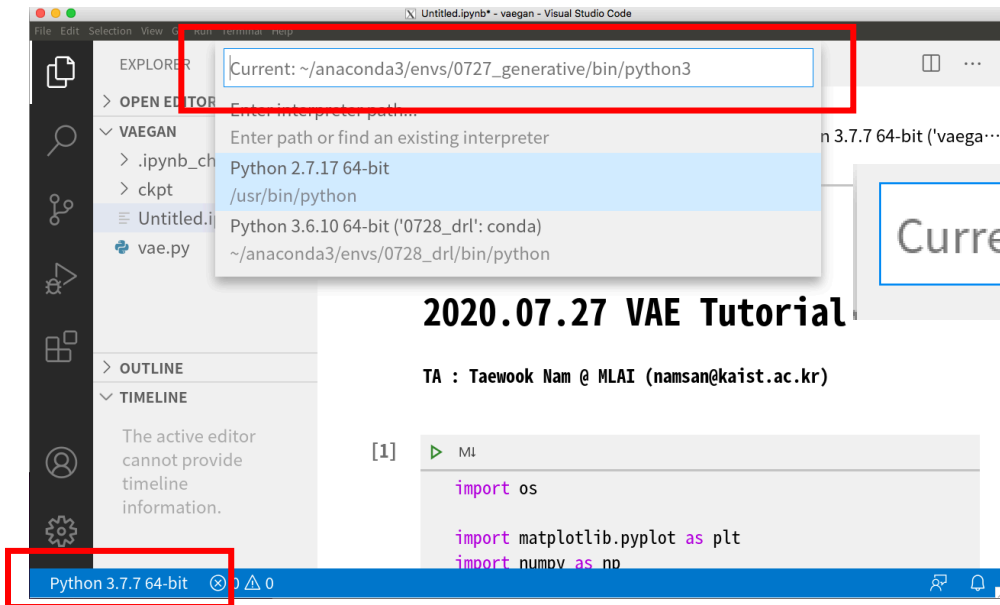 Untitled.ipynb* - vaegan - Visual Studio Code
File Edit Selection View Go Run Terminal Help
EXPLORER
Current: ~/anaconda3/envs/0727_generative/bin/python3
OPEN EDITOR
Enter interpreter path...
VAEGAN
Enter path or find an existing interpreter
n 3.7.7 64-bit ('vaega...
.ipynb_ch
Python 2.7.17 64-bit
ckpt
/usr/bin/python
Untitled.i
Python 3.6.10 64-bit ('0728_drl': conda)
Curre
vae.py
~/anaconda3/envs/0728_drl/bin/python
2020.07.27 VAE Tutorial
OUTLINE
TA : Taewook Nam @ MLAI (namsan@kaist.ac.kr)
TIMELINE
The active editor
cannot provide
timeline
information.
[1]
M↓
import os
import matplotlib.pyplot as plt
import numpy as np
Python 3.7.7 64-bit
0
0